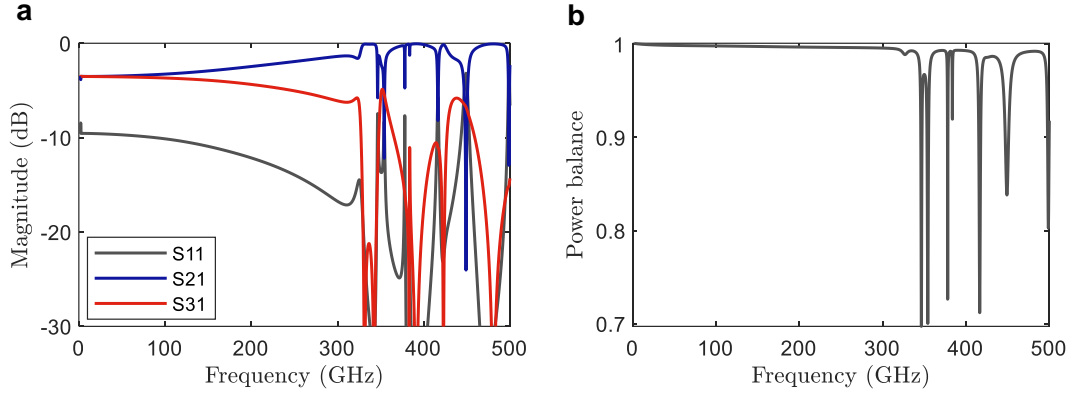 a
0
-10
-20
-30
Magnitude (dB)
S11
S21
S31
0 100 200 300 400 500
Frequency (GHz)
b
1
0.9
0.8
0.7
Power balance
0 100 200 300 400 500
Frequency (GHz)